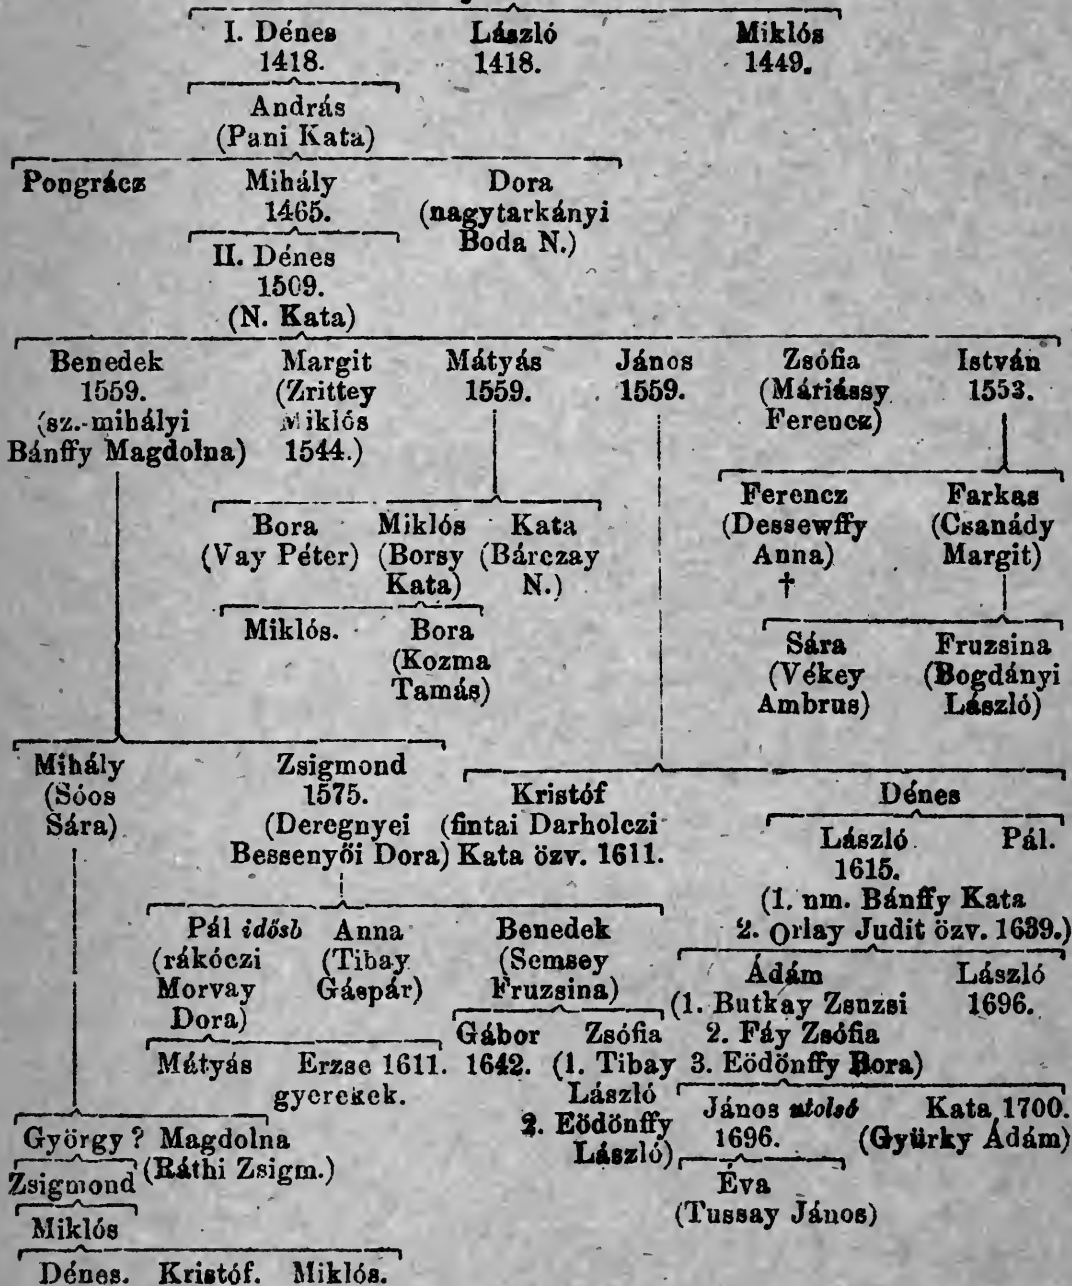 I. Dénes László Miklós
1418. 1418. 1449.
András
(Pani Kata)
Pongrácz Mihály Dora
1465. (nagytarkányi
Boda N.)
II. Dénes
1509.
(N. Kata)
Benedek Margit Mátyás János Zsófia István
1559. (Zrittey 1559. 1559. (Máriássy 1553.
(sz.-mihályi Miklós Ferencz)
Bánffy Magdolna) 1544.)
Ferencz Farkas
(Dessewffy (Csanády
Anna) Margit)
†
Bora Miklós Kata
(Vay Péter) (Borsy (Bárczay
Kata) N.)
Miklós. Bora
(Kozma
Tamás)
Sára Fruzsina
(Vékey (Bogdányi
Ambrus) László)
Mihály Zsigmond
(Sóos 1575.
Sára) (Deregnyei
Bessenyői Dora)
Kristóf Dénes
(fintai Darholczi
Kata özv. 1611.
László Pál.
1615.
(1. nm. Bánffy Kata
2. Orlay Judit özv. 1639.)
Pál idősb Anna Benedek
(rákóczi (Tibay (Semsey
Morvay Gáspár) Fruzsina)
Dora)
Ádám László
(1. Butkay Zsuzsi 1696.
2. Fáy Zsófia
3. Eödönffy Bora)
Mátyás Erzse 1611.
gyerekek.
Gábor Zsófia
1642. (1. Tibay
László
2. Eödönffy
László)
János utolsó Kata 1700.
1696. (Gyürky Ádám)
Éva
(Tussay János)
György ? Magdolna
Zsigmond (Ráthi Zsigm.)
Miklós
Dénes. Kristóf. Miklós.